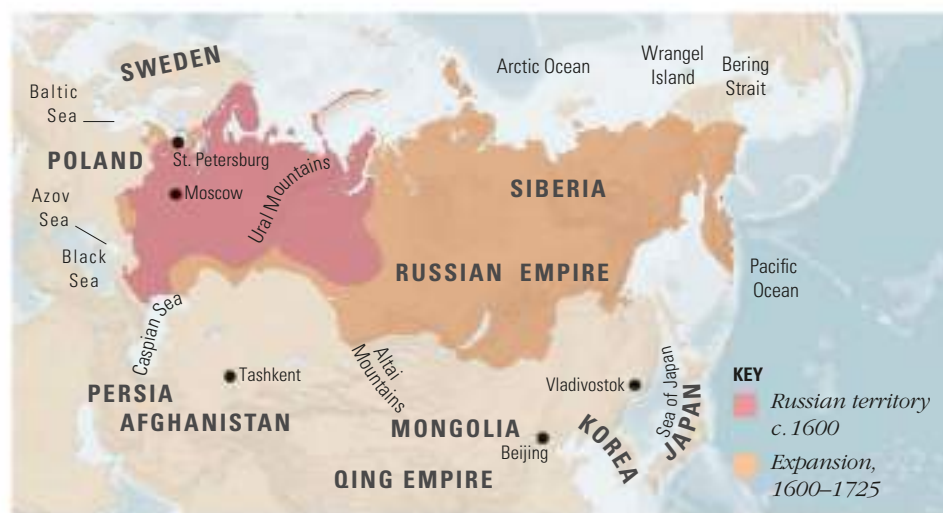 SWEDEN
Arctic Ocean
Wrangel
Island
Bering
Strait
Baltic
Sea
POLAND
St. Petersburg
Moscow
Ural Mountains
SIBERIA
Azov
Sea
Black
Sea
RUSSIAN EMPIRE
Pacific
Ocean
Caspian Sea
Tashkent
Altai
Mountains
Vladivostok
Sea of Japan
JAPAN
PERSIA
AFGHANISTAN
MONGOLIA
Beijing
KOREA
QING EMPIRE
KEY
Russian territory
c. 1600
Expansion,
1600–1725